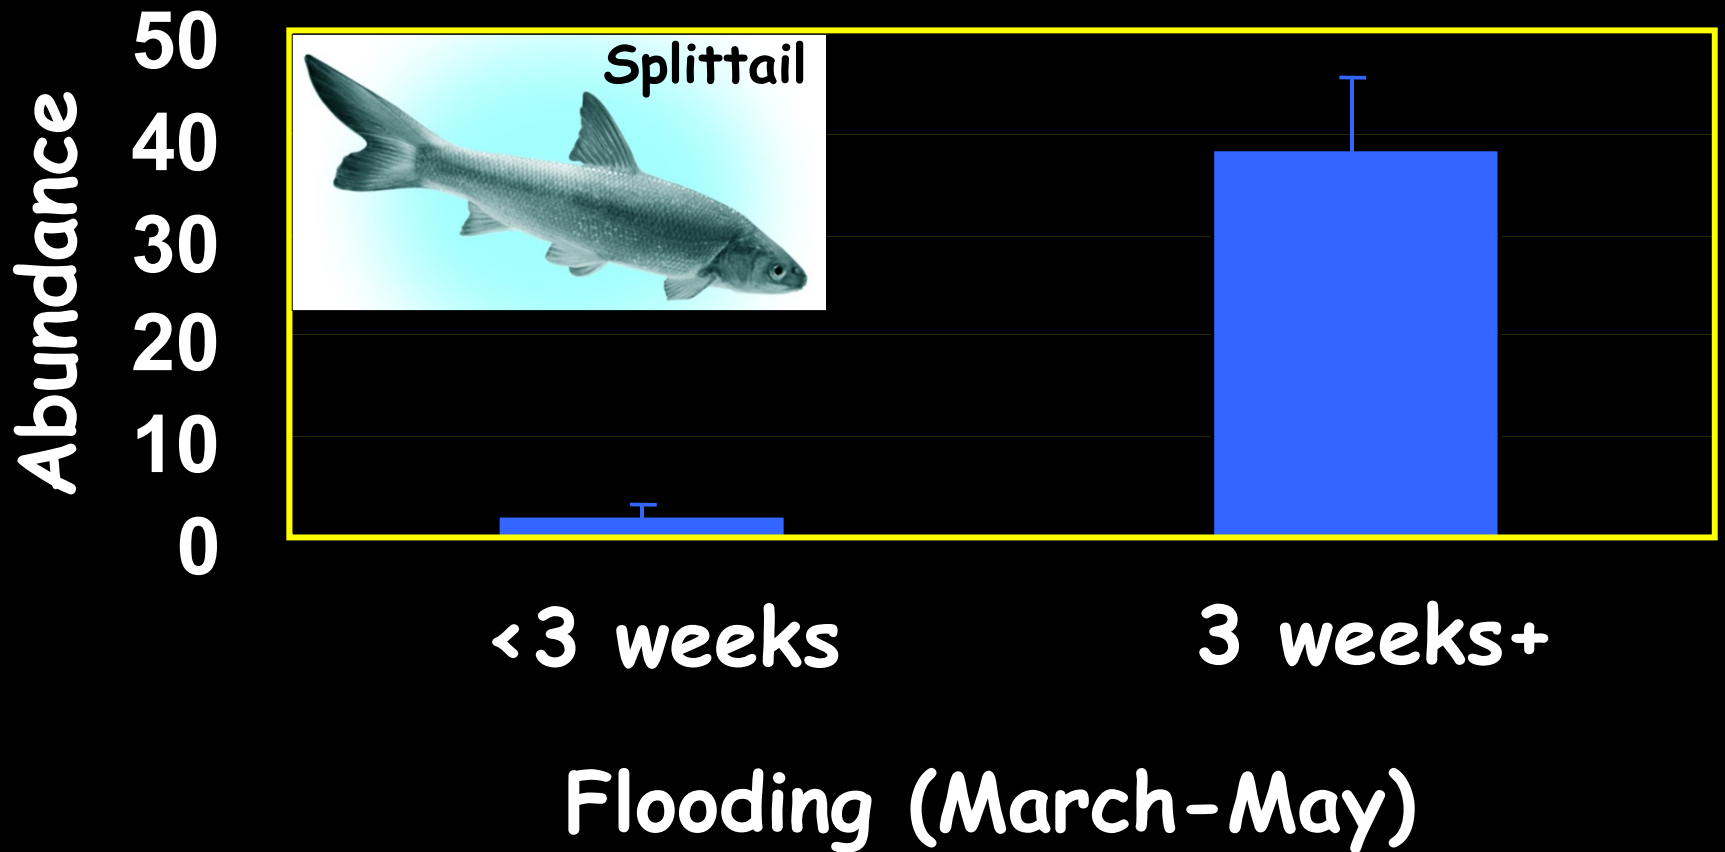 50
40
30
20
10
0
Abundance
Splittail
<3 weeks
3 weeks+
Flooding (March-May)